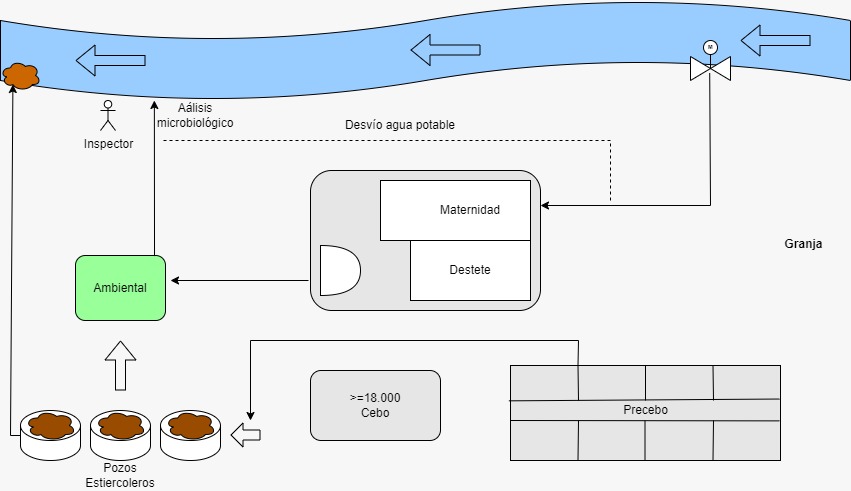 M
Aálisis
microbiológico
Inspector
Desvío agua potable
Maternidad
Granja
Destete
Ambiental
>=18.000
Cebo
Precebo
Pozos
Estiercoleros